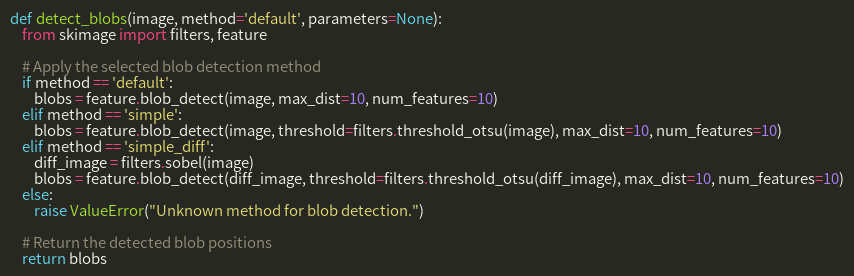 def detect_blobs(image, method='default', parameters=None):
    from skimage import filters, feature

    # Apply the selected blob detection method
    if method == 'default':
        blobs = feature.blob_detect(image, max_dist=10, num_features=10)
    elif method == 'simple':
        blobs = feature.blob_detect(image, threshold=filters.threshold_otsu(image), max_dist=10, num_features=10)
    elif method == 'simple_diff':
        diff_image = filters.sobel(image)
        blobs = feature.blob_detect(diff_image, threshold=filters.threshold_otsu(diff_image), max_dist=10, num_features=10)
    else:
        raise ValueError("Unknown method for blob detection.")

    # Return the detected blob positions
    return blobs